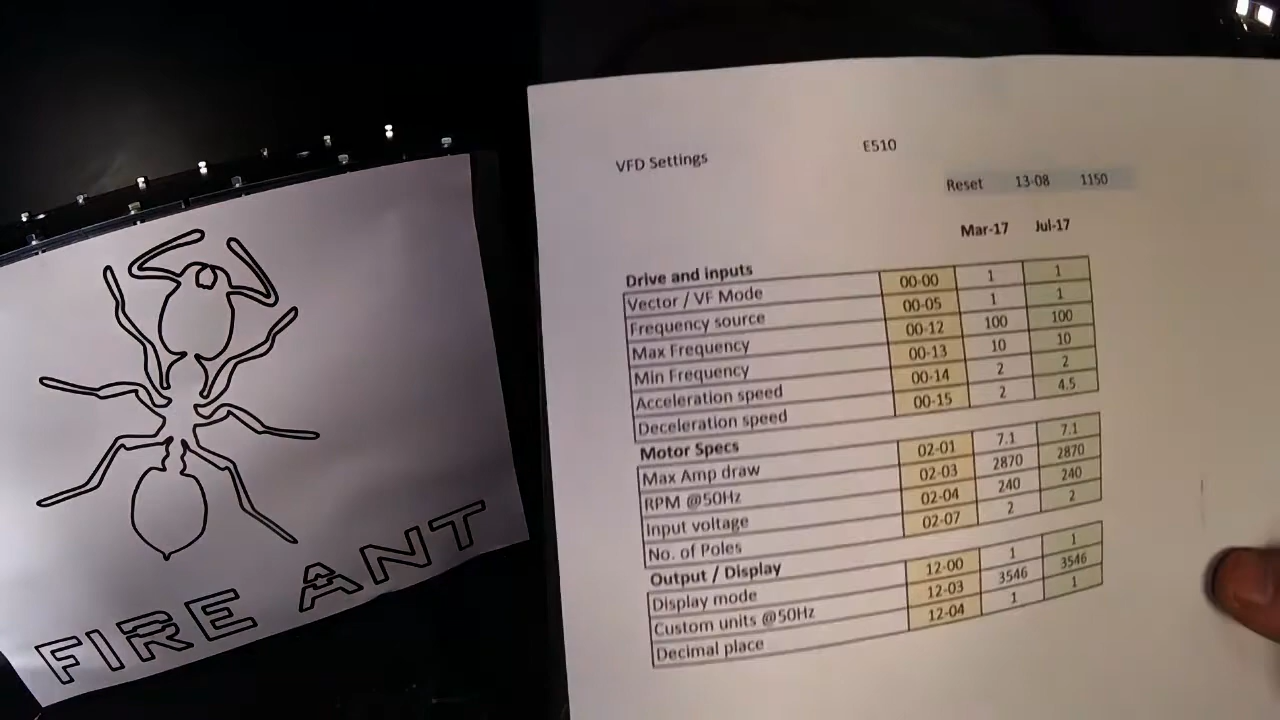 FIRE ANT
VFD Settings E510
Reset 13-08 1150
Mar-17 Jul-17
Drive and inputs
Vector / VF Mode 00-00 1 1
Frequency source 00-05 1 1
Max Frequency 00-12 100 100
Min Frequency 00-13 10 10
Acceleration speed 00-14 2 2
Deceleration speed 00-15 2 4.5
Motor Specs
Max Amp draw 02-01 7.1 7.1
RPM @50Hz 02-03 2870 2870
Input voltage 02-04 240 240
No. of Poles 02-07 2 2
Output / Display
Display mode 12-00 1 1
Custom units @50Hz 12-03 3546 3546
Decimal place 12-04 1 1